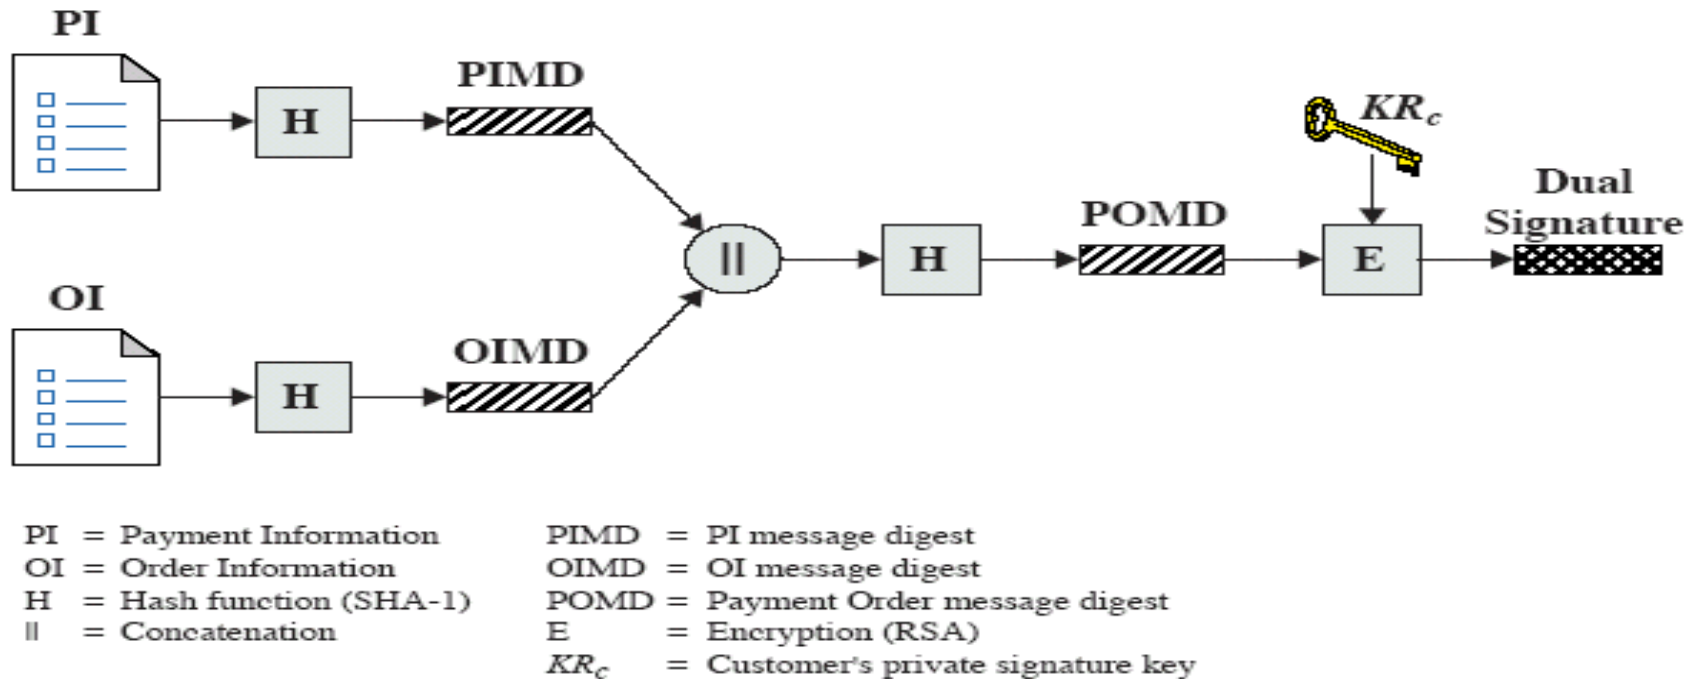 PI
PIMD
H
KRc
Dual
Signature
POMD
||
H
E
OI
OIMD
H
PI = Payment Information
OI = Order Information
H = Hash function (SHA-1)
|| = Concatenation
PIMD = PI message digest
OIMD = OI message digest
POMD = Payment Order message digest
E = Encryption (RSA)
KRc = Customer's private signature key